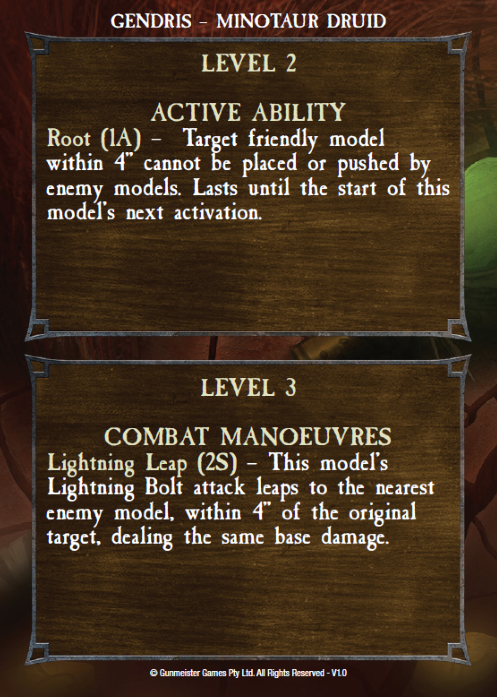 GENDRIS – MINOTAUR DRUID
LEVEL 2
ACTIVE ABILITY
Root (1A) – Target friendly model
within 4” cannot be placed or pushed by
enemy models. Lasts until the start of this
model's next activation.
LEVEL 3
COMBAT MANOEUVRES
Lightning Leap (2S) – This model's
Lightning Bolt attack leaps to the nearest
enemy model, within 4” of the original
target, dealing the same base damage.
© Gunmeister Games Pty Ltd. All Rights Reserved - V1.0